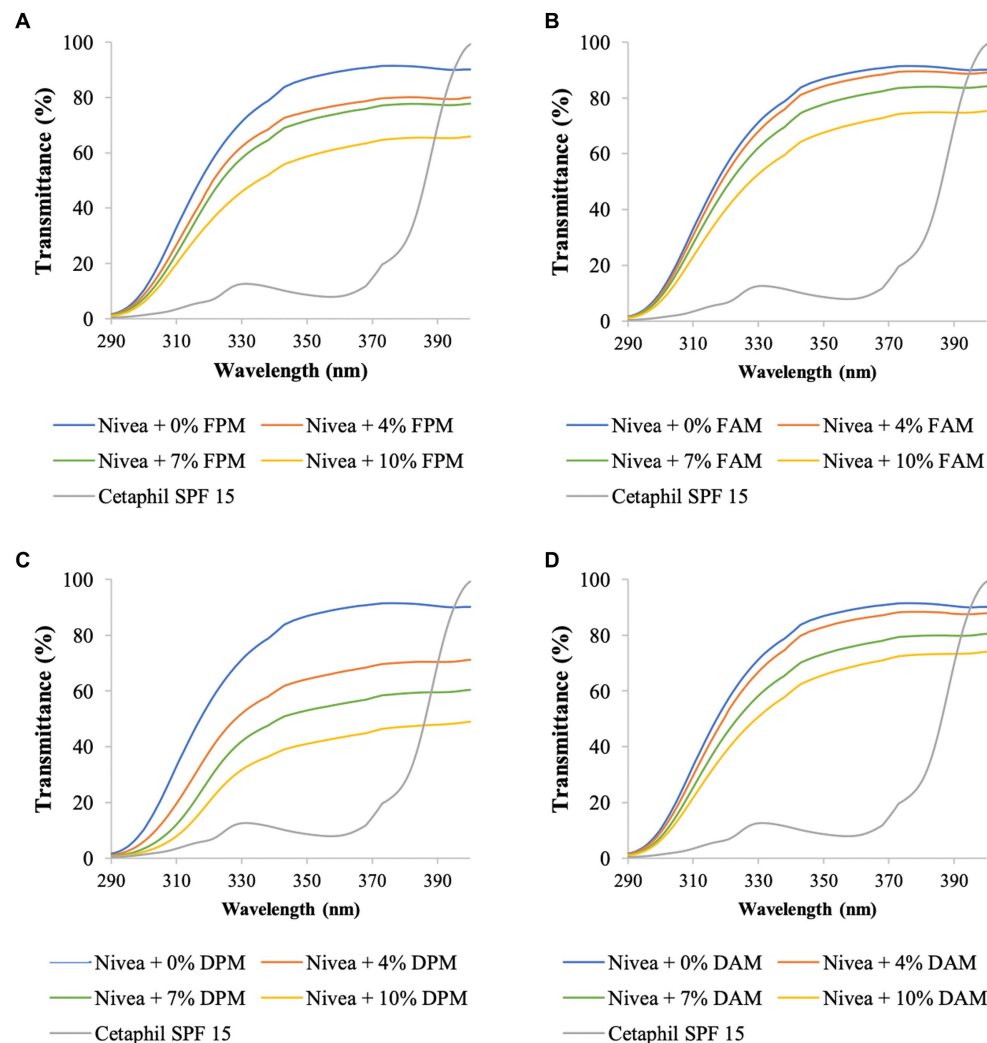 A
B
100
80
60
40
20
0
Transmittance (%)
290 310 330 350 370 390
Wavelength (nm)
100
80
60
40
20
0
Transmittance (%)
290 310 330 350 370 390
Wavelength (nm)
Nivea + 0% FPM Nivea + 4% FPM
Nivea + 7% FPM Nivea + 10% FPM
Cetaphil SPF 15
Nivea + 0% FAM Nivea + 4% FAM
Nivea + 7% FAM Nivea + 10% FAM
Cetaphil SPF 15
C
D
100
80
60
40
20
0
Transmittance (%)
290 310 330 350 370 390
Wavelength (nm)
100
80
60
40
20
0
Transmittance (%)
290 310 330 350 370 390
Wavelength (nm)
Nivea + 0% DPM Nivea + 4% DPM
Nivea + 7% DPM Nivea + 10% DPM
Cetaphil SPF 15
Nivea + 0% DAM Nivea + 4% DAM
Nivea + 7% DAM Nivea + 10% DAM
Cetaphil SPF 15